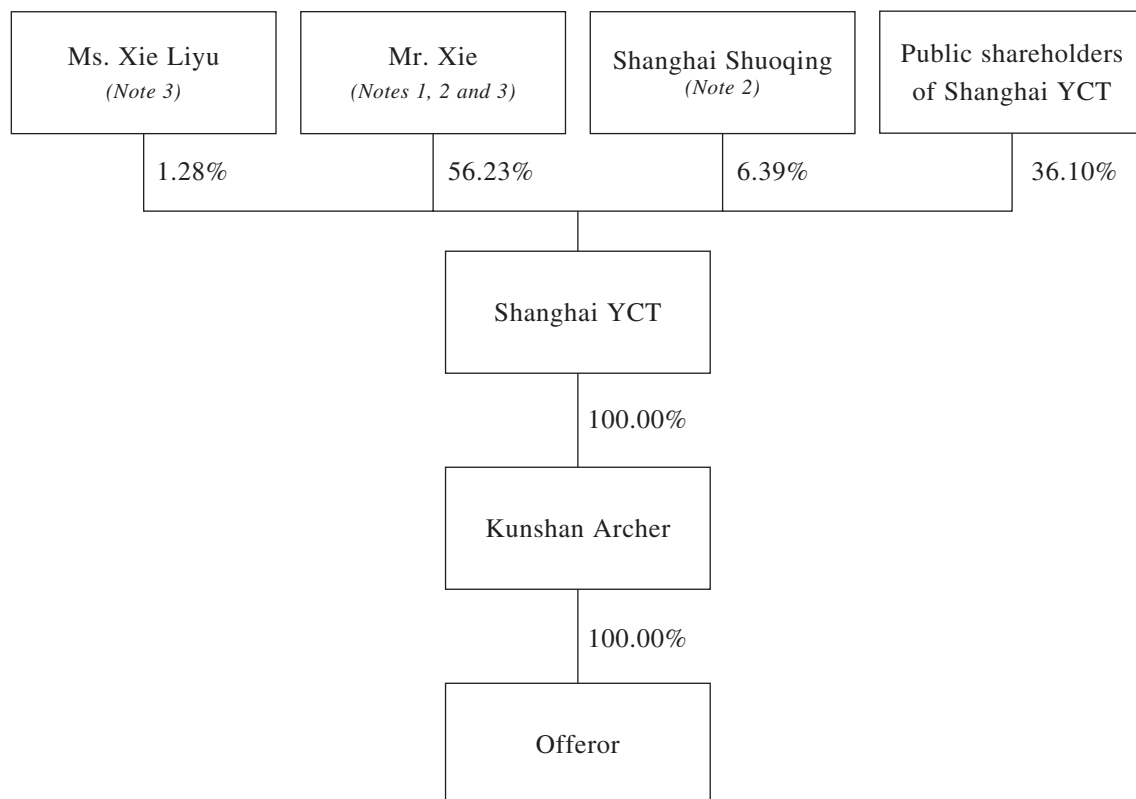 Ms. Xie Liyu
(Note 3)
Mr. Xie
(Notes 1, 2 and 3)
Shanghai Shuoqing
(Note 2)
Public shareholders
of Shanghai YCT
1.28%
56.23%
6.39%
36.10%
Shanghai YCT
100.00%
Kunshan Archer
100.00%
Offeror